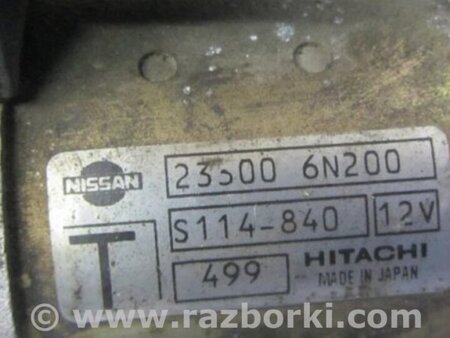 NISSAN
23300 6N200
T
S114-840
12V
499
HITACHI
MADE IN JAPAN
www.razborki.com